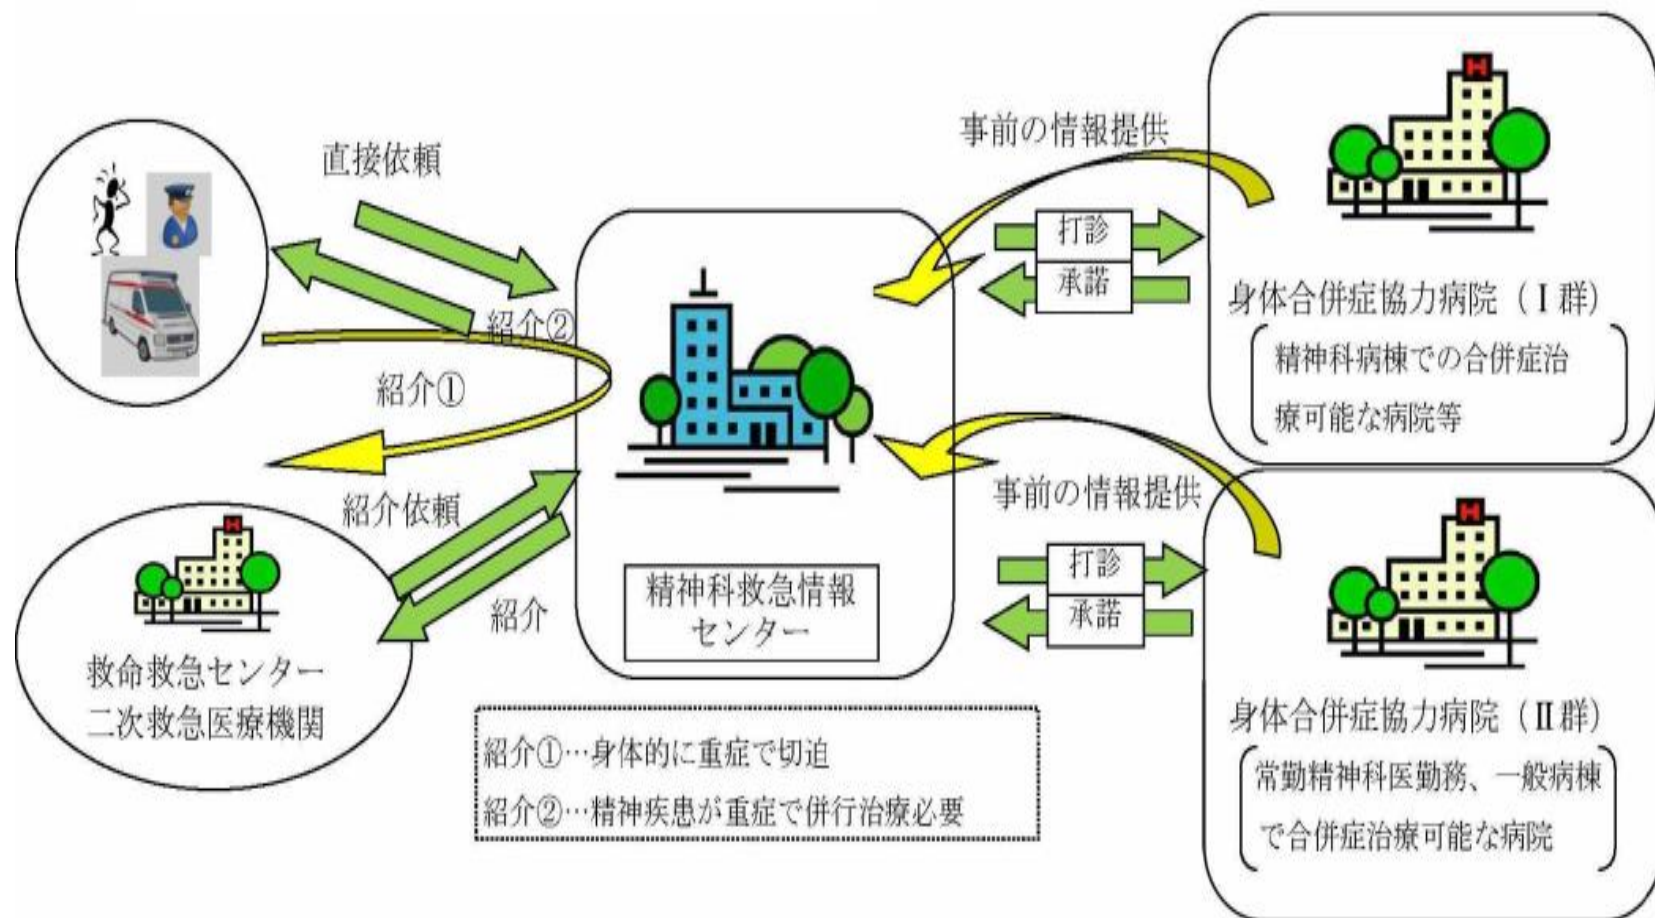 直接依頼
紹介②
紹介①
紹介依頼
紹介
救命救急センター
二次救急医療機関
精神科救急情報
センター
紹介①…身体的に重症で切迫
紹介②…精神疾患が重症で併行治療必要
事前の情報提供
打診
承諾
H
身体合併症協力病院（Ⅰ群）
精神科病棟での合併症治
療可能な病院等
事前の情報提供
打診
承諾
H
身体合併症協力病院（Ⅱ群）
常勤精神科医勤務、一般病棟
で合併症治療可能な病院
H